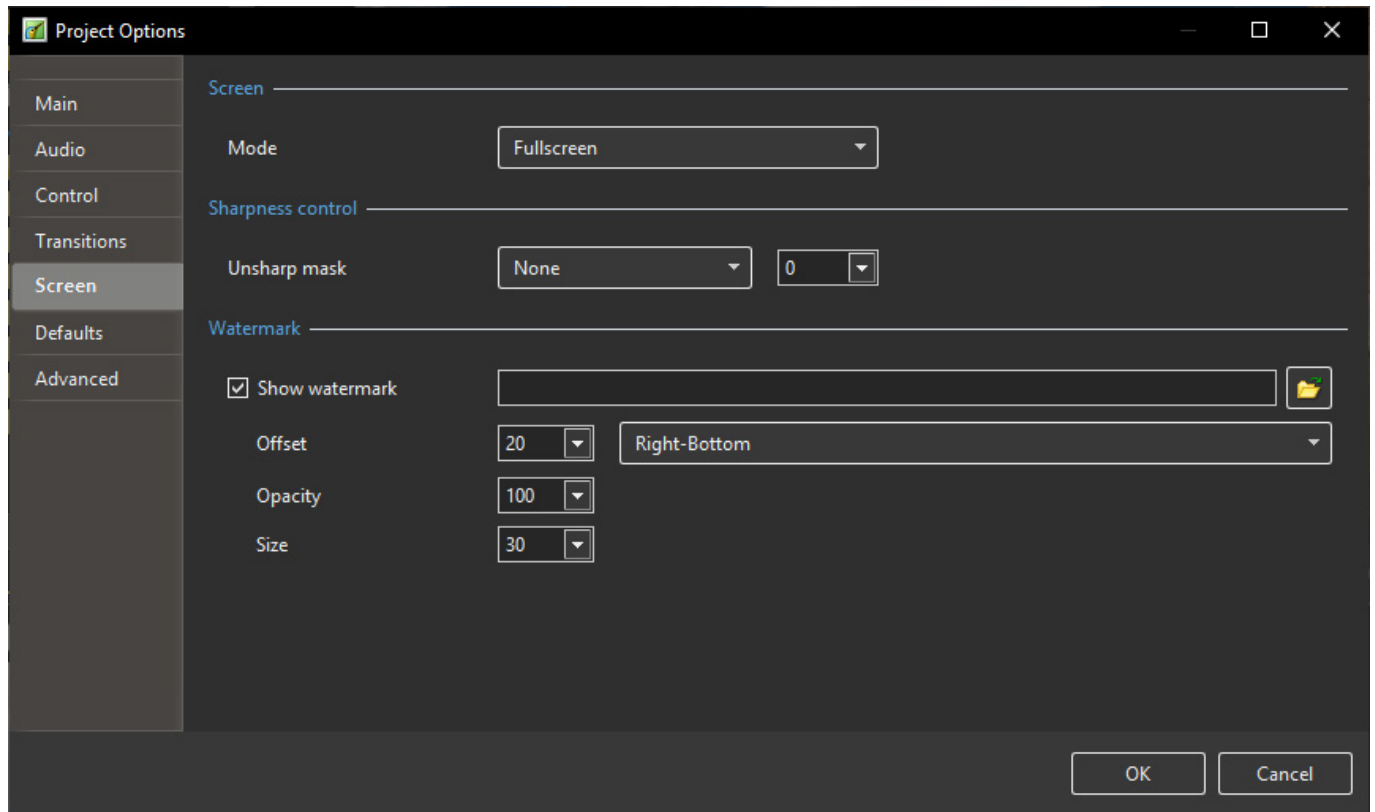 Project Options
Main
Audio
Control
Transitions
Screen
Defaults
Advanced
Screen
Mode Fullscreen
Sharpness control
Unsharp mask None 0
Watermark
Show watermark
Offset 20 Right-Bottom
Opacity 100
Size 30
OK Cancel